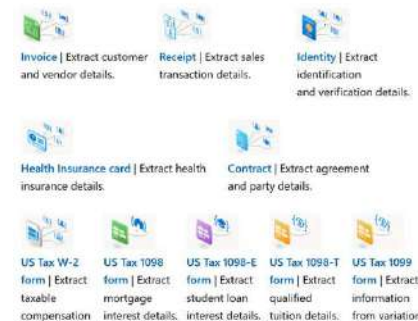 Invoice | Extract customer
and vendor details.
Receipt | Extract sales
transaction details.
Identity | Extract
identification
and verification details.
Health Insurance card | Extract health
insurance details.
Contract | Extract agreement
and party details.
US Tax W-2
form | Extract
taxable
compensation
US Tax 1098
form | Extract
mortgage
interest details.
US Tax 1098-E
form | Extract
student loan
interest details.
US Tax 1098-T
form | Extract
qualified
tuition details.
US Tax 1099
form | Extract
information
from variation